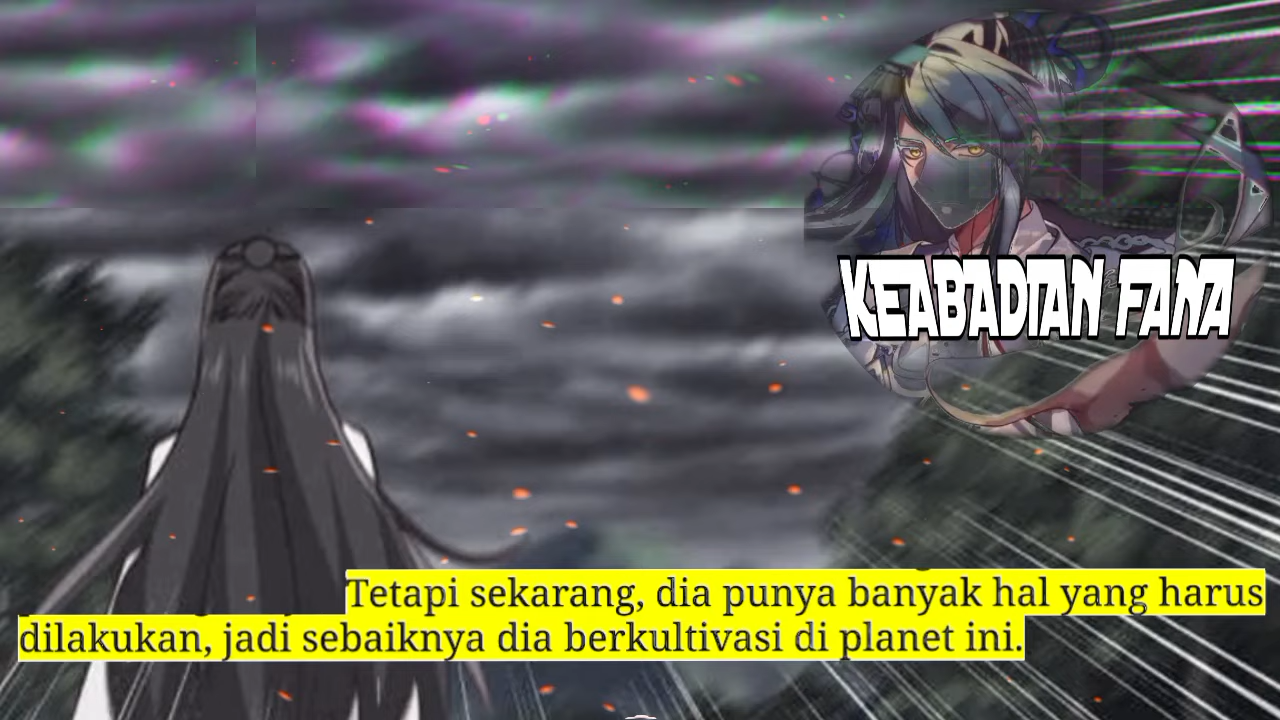 KEABADIAN FANA
Tetapi sekarang, dia punya banyak hal yang harus
dilakukan, jadi sebaiknya dia berkultivasi di planet ini.